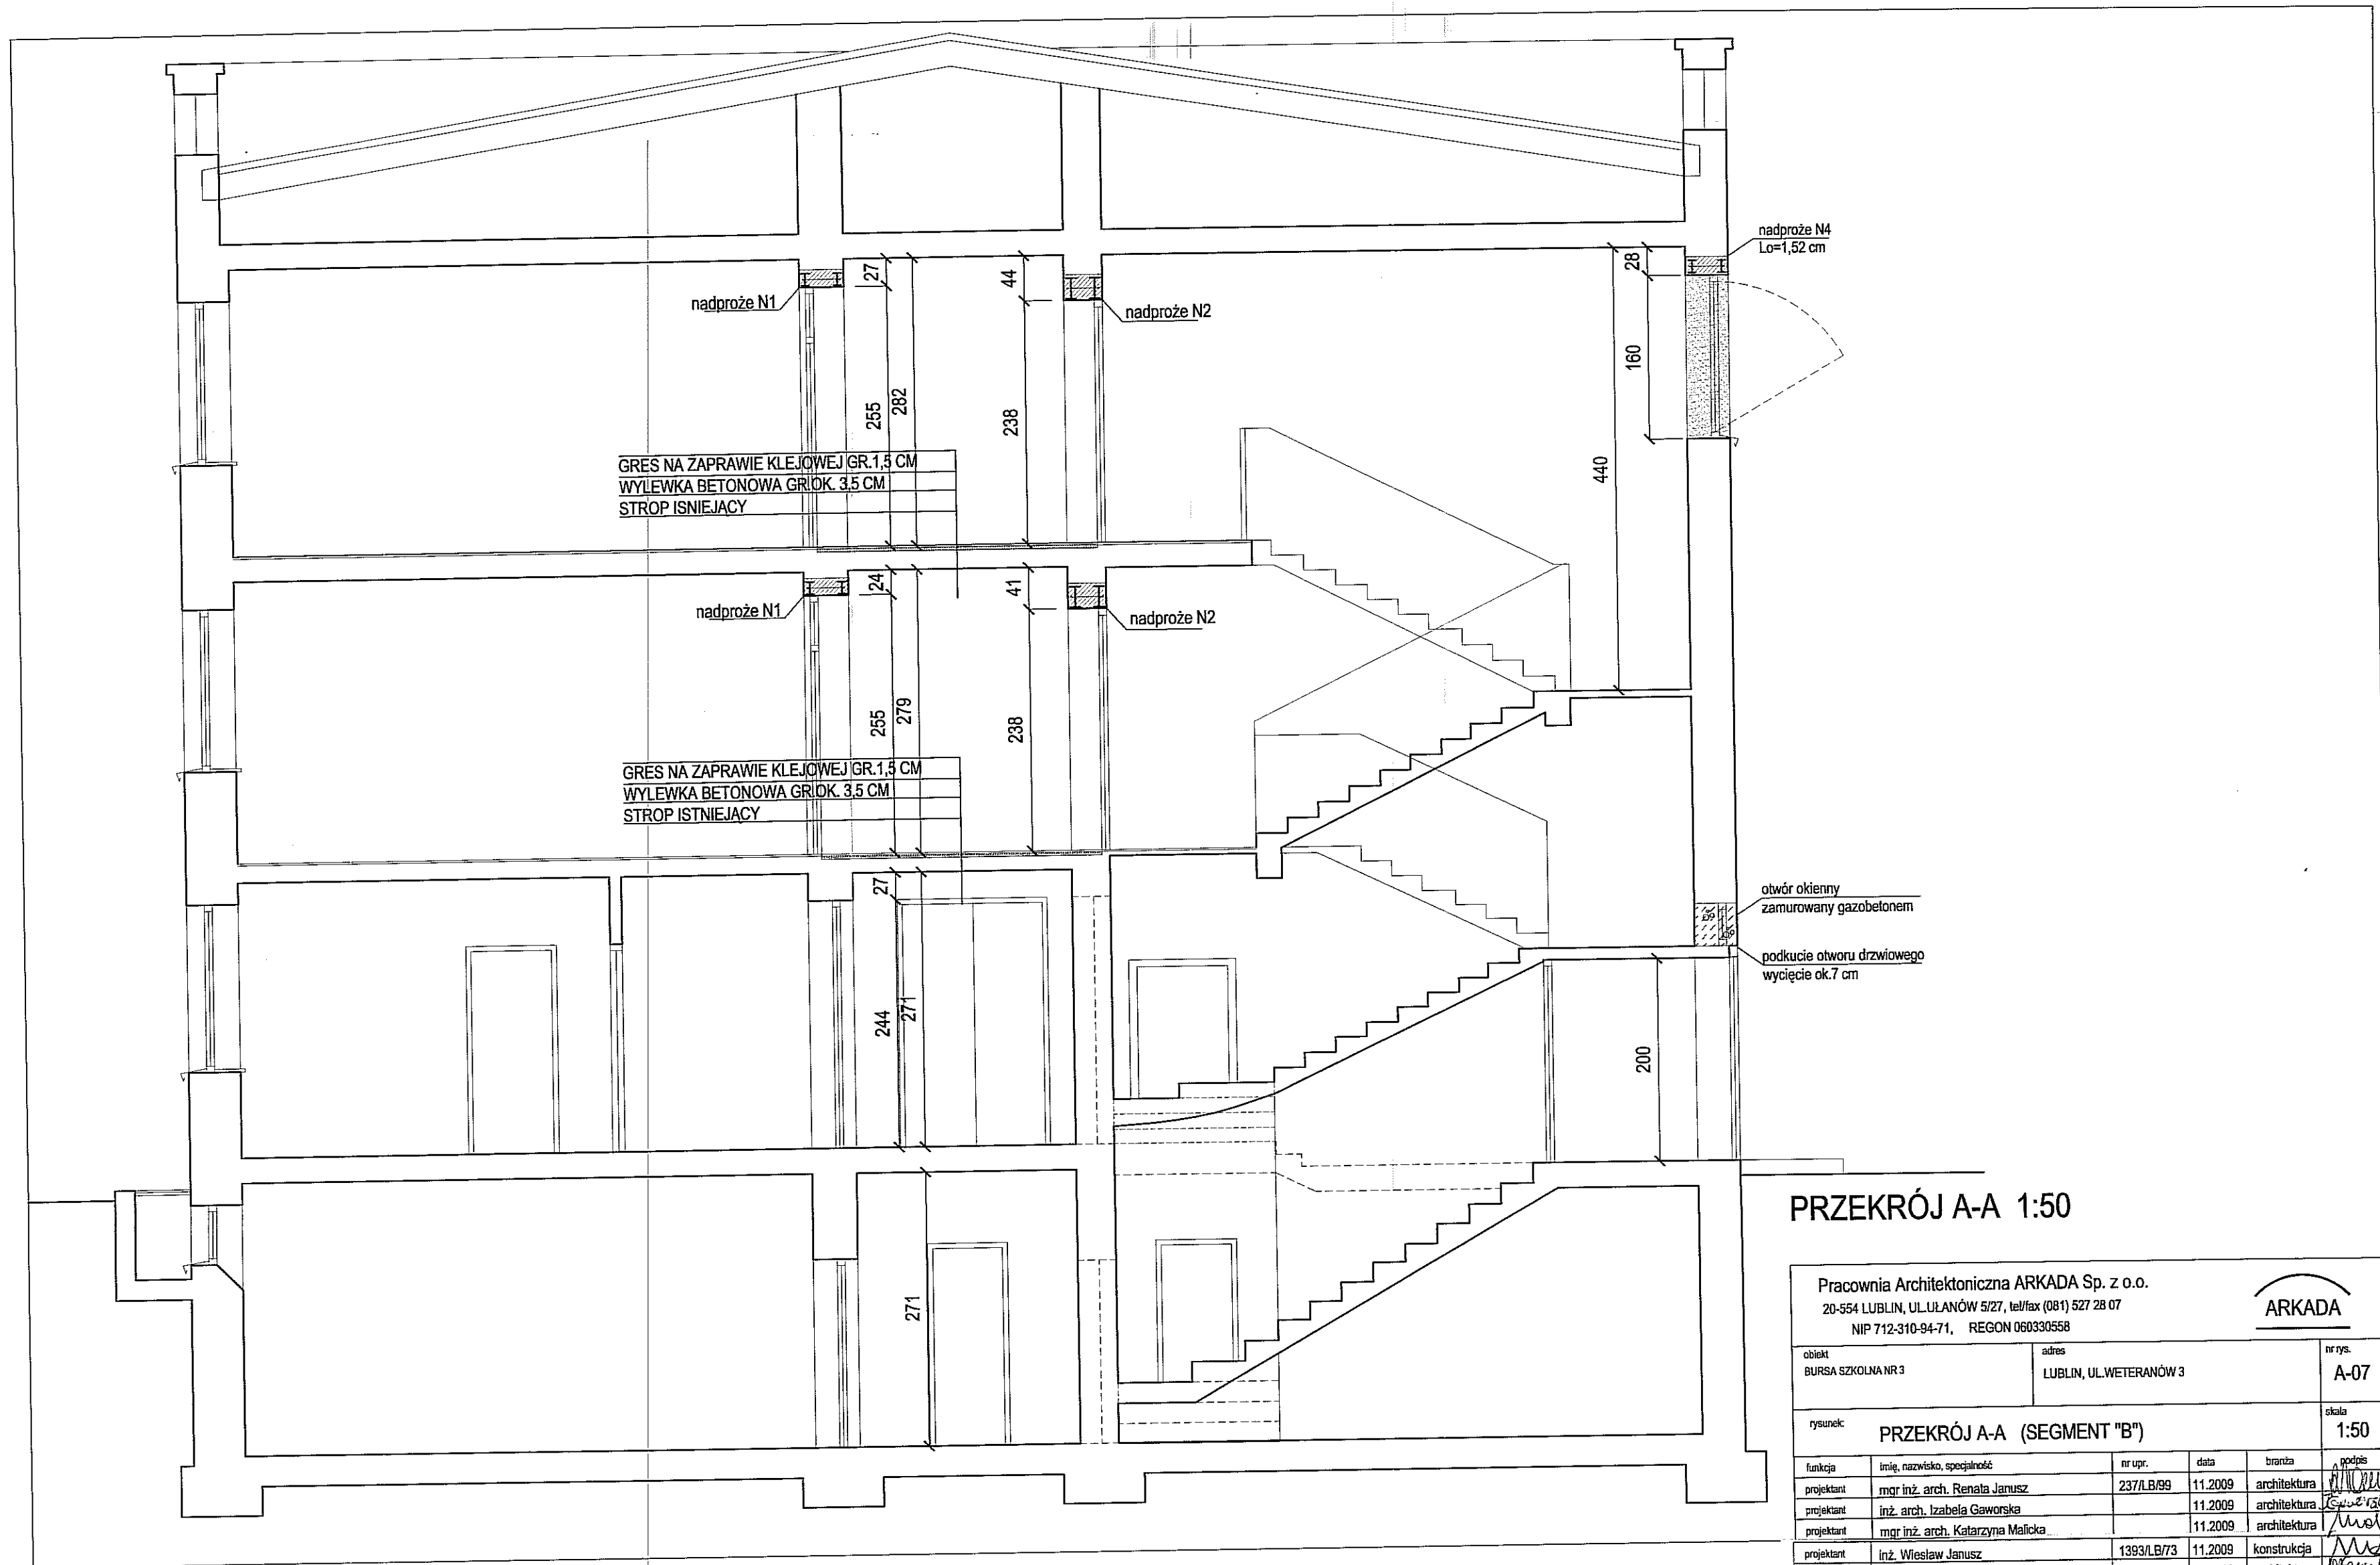 nadproże N4
Lo=1,52 cm
27
44
28
nadproże N1
nadproże N2
160
255
282
238
440
GRES NA ZAPRAWIE KLEJOWEJ GR.1,5 CM
WYLEWKA BETONOWA GR.OK. 3,5 CM
STROP ISNIEJĄCY
24
41
nadproże N1
nadproże N2
255
279
238
GRES NA ZAPRAWIE KLEJOWEJ GR.1,5 CM
WYLEWKA BETONOWA GR.OK. 3,5 CM
STROP ISTNIEJĄCY
27
otwór okienny
zamurowany gazobetonem
podkucie otworu drzwiowego
wycięcie ok.7 cm
244
271
200
271
PRZEKRÓJ A-A 1:50
Pracownia Architektoniczna ARKADA Sp. z o.o.
20-554 LUBLIN, UL.UŁANÓW 5/27, tel/fax (081) 527 28 07
NIP 712-310-94-71, REGON 060330558
ARKADA
obiekt
BURSA SZKOLNA NR 3
adres
LUBLIN, UL.WETERANÓW 3
nr rys.
A-07
rysunek:
PRZEKRÓJ A-A (SEGMENT "B")
skala
1:50
funkcja imię, nazwisko, specjalność nr upr. data branża podpis
projektant mgr inż. arch. Renata Janusz 237/LB/99 11.2009 architektura
projektant inż. arch. Izabela Gaworska 11.2009 architektura
projektant mgr inż. arch. Katarzyna Malicka 11.2009 architektura
projektant inż. Wiesław Janusz 1393/LB/73 11.2009 konstrukcja